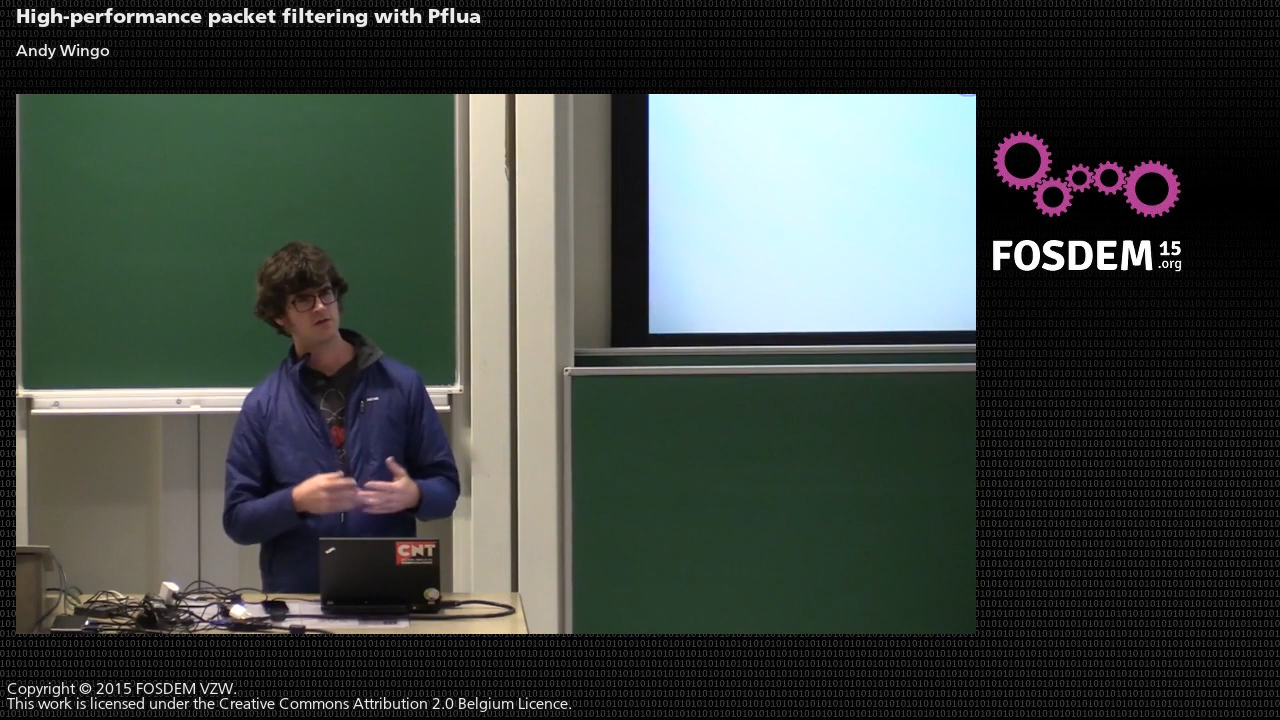 High-performance packet filtering with Pflua
Andy Wingo
FOSDEM 15
.org
CNT
Copyright © 2015 FOSDEM VZW.
This work is licensed under the Creative Commons Attribution 2.0 Belgium Licence.